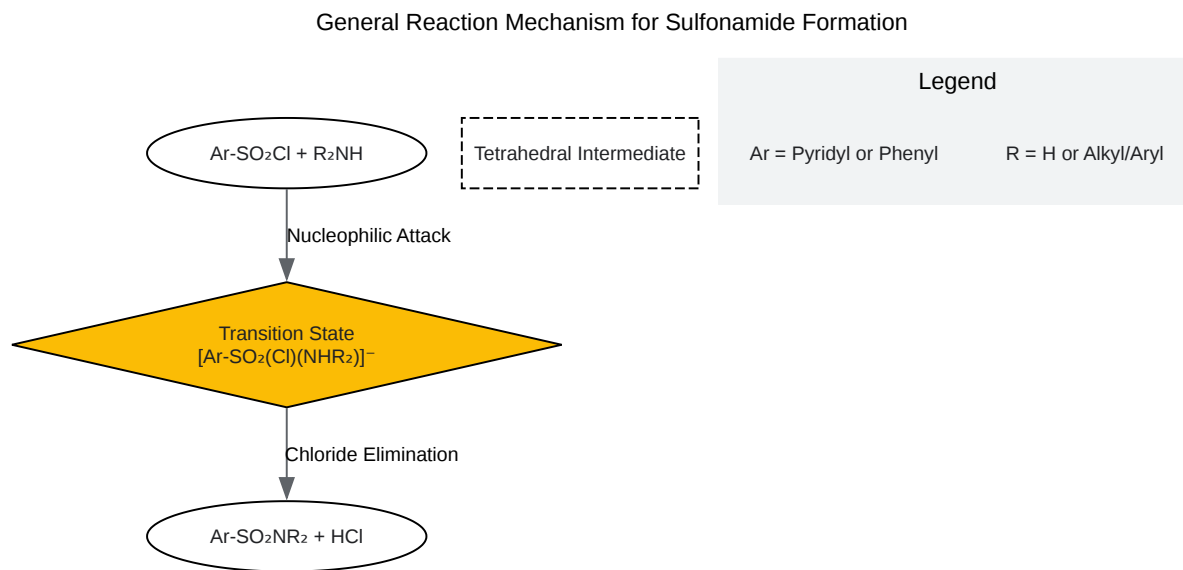 General Reaction Mechanism for Sulfonamide Formation
Legend
Ar-SO₂Cl + R₂NH
Tetrahedral Intermediate
Ar = Pyridyl or Phenyl
R = H or Alkyl/Aryl
Nucleophilic Attack
Transition State
[Ar-SO₂(Cl)(NHR₂)]⁻
Chloride Elimination
Ar-SO₂NR₂ + HCl